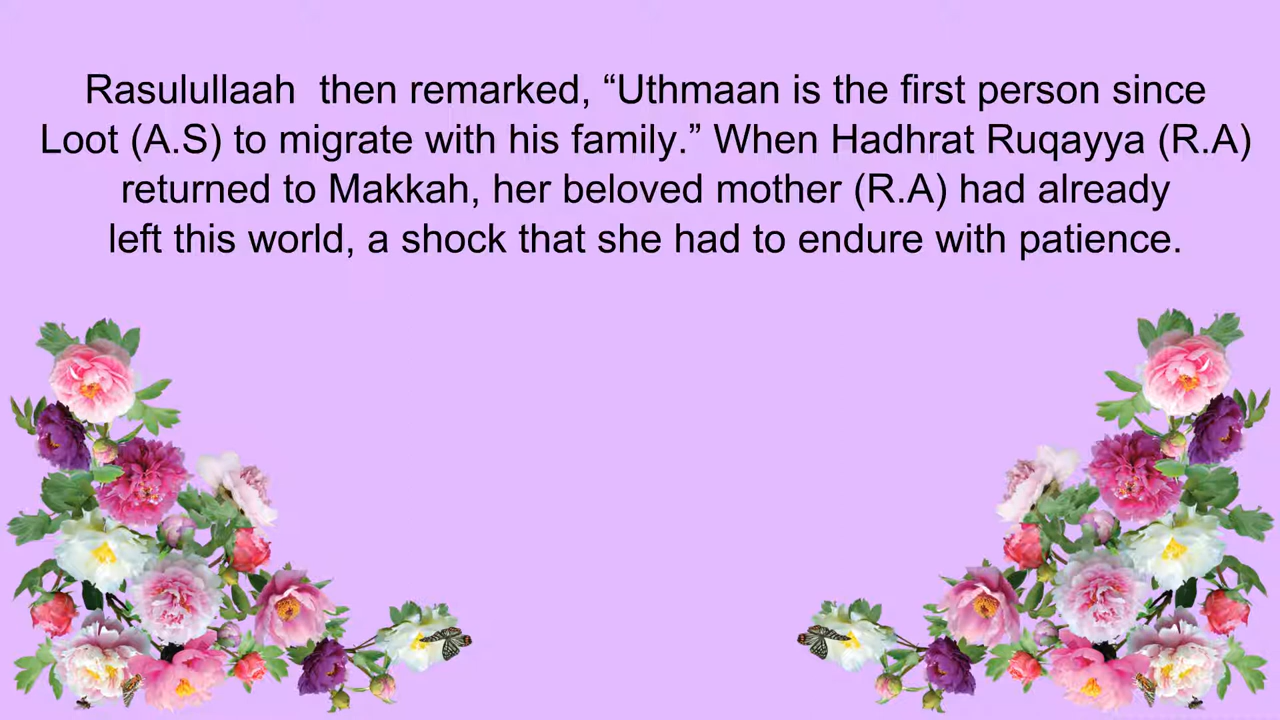 Rasulullaah  then remarked, “Uthmaan is the first person since
Loot (A.S) to migrate with his family.” When Hadhrat Ruqayya (R.A)
returned to Makkah, her beloved mother (R.A) had already
left this world, a shock that she had to endure with patience.